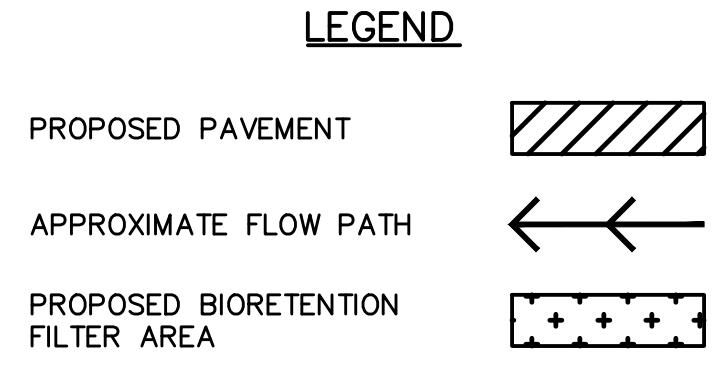 LEGEND
PROPOSED PAVEMENT
APPROXIMATE FLOW PATH
PROPOSED BIORETENTION
FILTER AREA